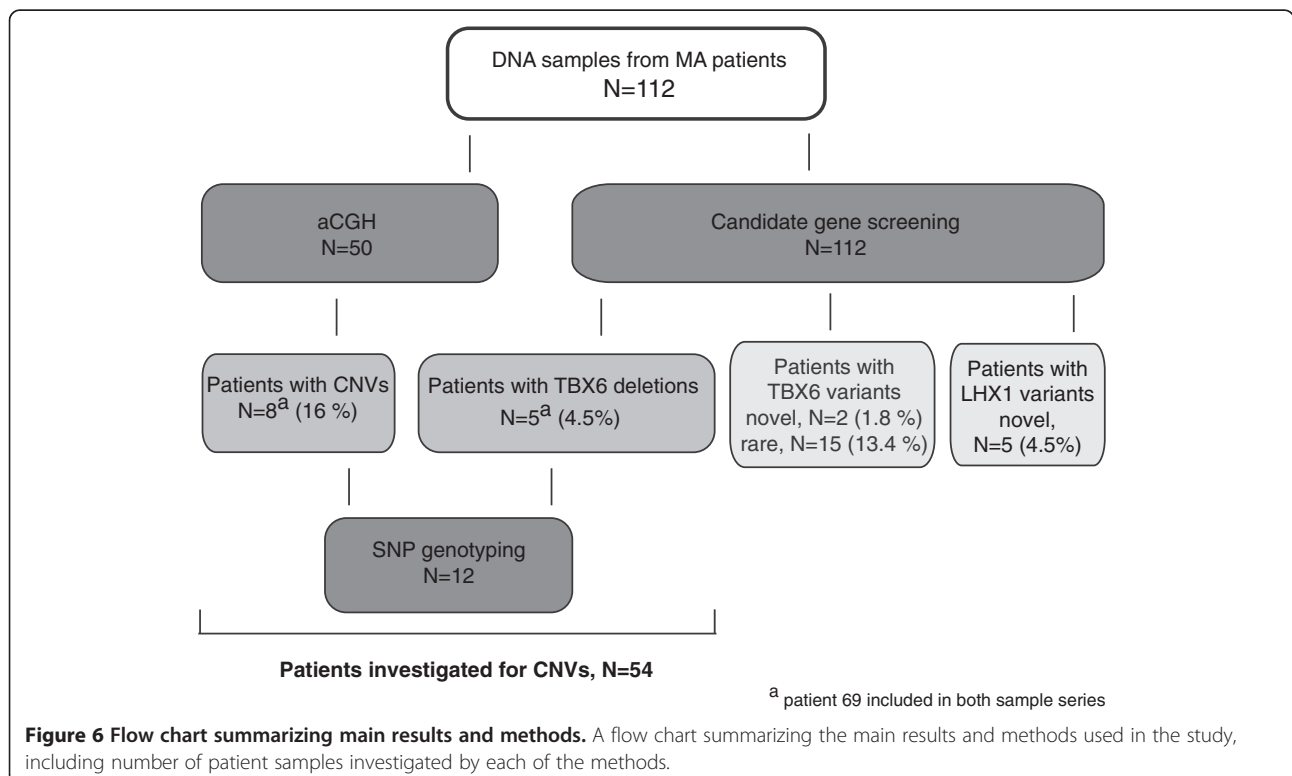 DNA samples from MA patients
N=112
aCGH
N=50
Candidate gene screening
N=112
Patients with CNVs
N=8a (16 %)
Patients with TBX6 deletions
N=5a (4.5%)
Patients with
TBX6 variants
novel, N=2 (1.8 %)
rare, N=15 (13.4 %)
Patients with
LHX1 variants
novel,
N=5 (4.5%)
SNP genotyping
N=12
Patients investigated for CNVs, N=54
a patient 69 included in both sample series
Figure 6 Flow chart summarizing main results and methods. A flow chart summarizing the main results and methods used in the study,
including number of patient samples investigated by each of the methods.